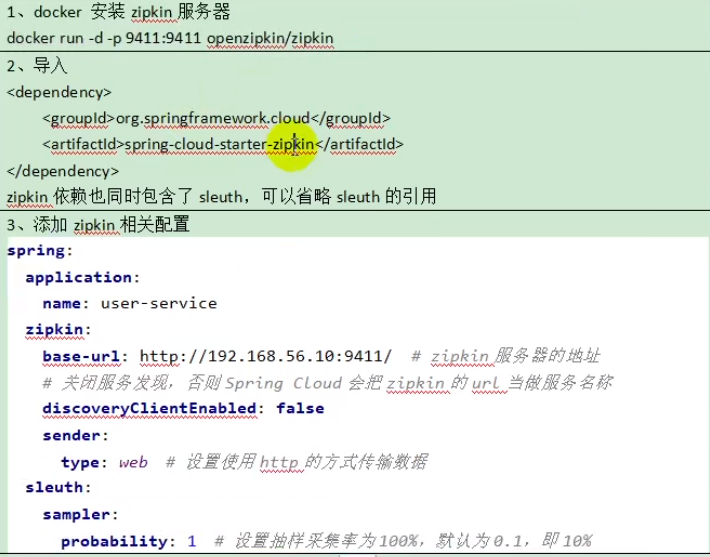 1、docker 安装 zipkin 服务器
docker run -d -p 9411:9411 openzipkin/zipkin
2、导入
<dependency>
<groupId>org.springframework.cloud</groupId>
<artifactId>spring-cloud-starter-zipkin</artifactId>
</dependency>
zipkin 依赖也同时包含了 sleuth，可以省略 sleuth 的引用
3、添加 zipkin 相关配置
spring:
application:
name: user-service
zipkin:
base-url: http://192.168.56.10:9411/ # zipkin 服务器的地址
# 关闭服务发现，否则 Spring Cloud 会把 zipkin 的 url 当做服务名称
discoveryClientEnabled: false
sender:
type: web # 设置使用 http 的方式传输数据
sleuth:
sampler:
probability: 1 # 设置抽样采集率为 100%，默认为 0.1，即 10%